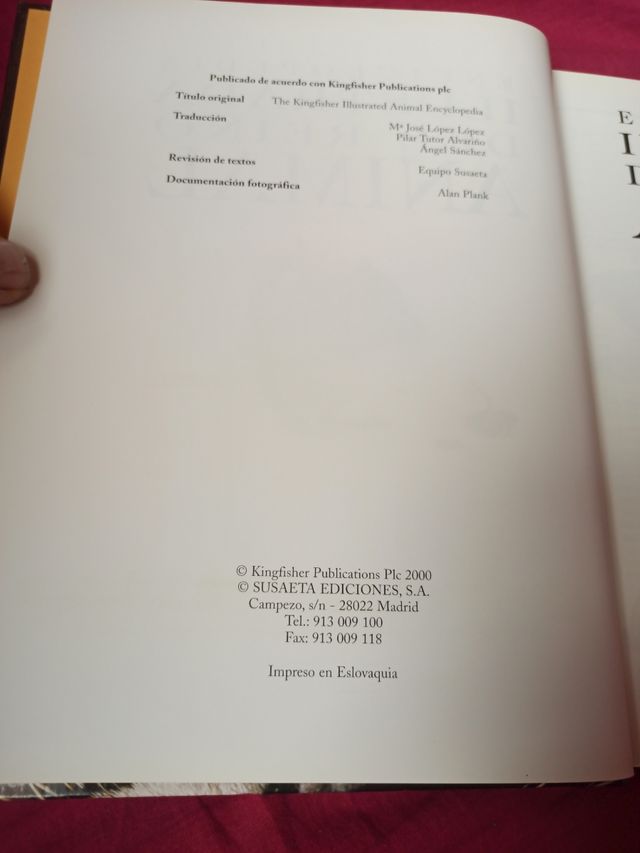 Publicado de acuerdo con Kingfisher Publications plc
Título original The Kingfisher Illustrated Animal Encyclopedia
Traducción Mª José López López
Pilar Tutor Alvariño
Ángel Sánchez
Revisión de textos Equipo Susaeta
Documentación fotográfica Alan Plank
© Kingfisher Publications Plc 2000
© SUSAETA EDICIONES, S.A.
Campezo, s/n - 28022 Madrid
Tel.: 913 009 100
Fax: 913 009 118
Impreso en Eslovaquia